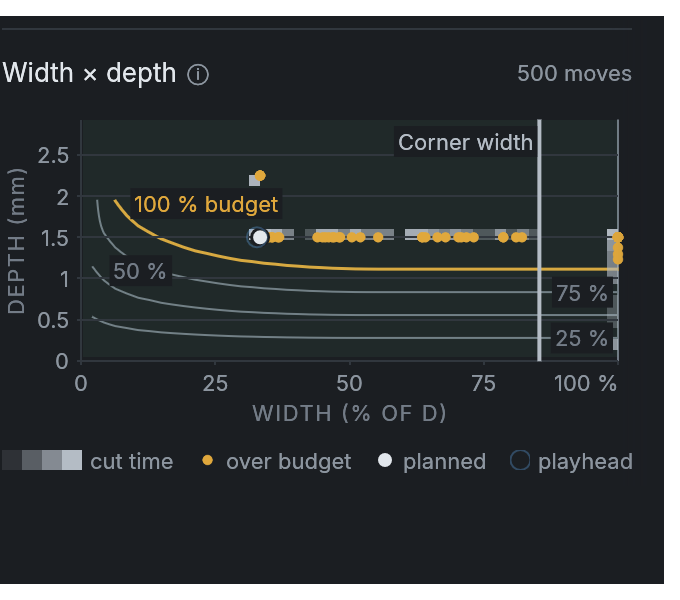 Width × depth ⓘ 500 moves
Corner width
2.5
2
100 % budget
1.5
1
50 %
75 %
0.5
25 %
0
DEPTH (mm)
0 25 50 75 100 %
WIDTH (% OF D)
cut time over budget planned playhead